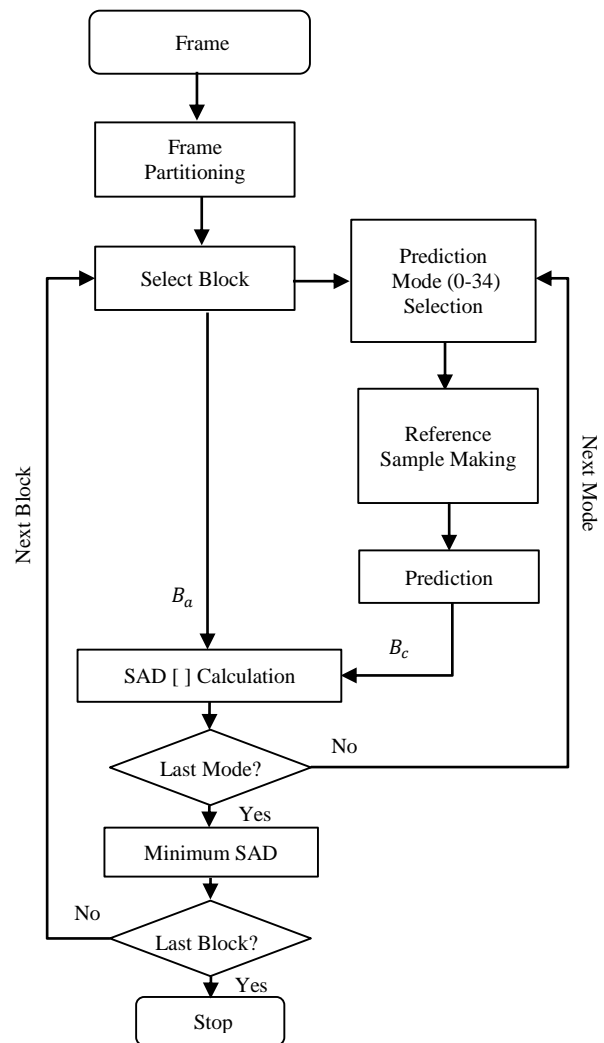 Frame
Frame
Partitioning
Select Block
Prediction
Mode (0-34)
Selection
Reference
Sample Making
Next Block
Next Mode
Prediction
B_a
B_c
SAD [ ] Calculation
No
Last Mode?
Yes
Minimum SAD
No
Last Block?
Yes
Stop